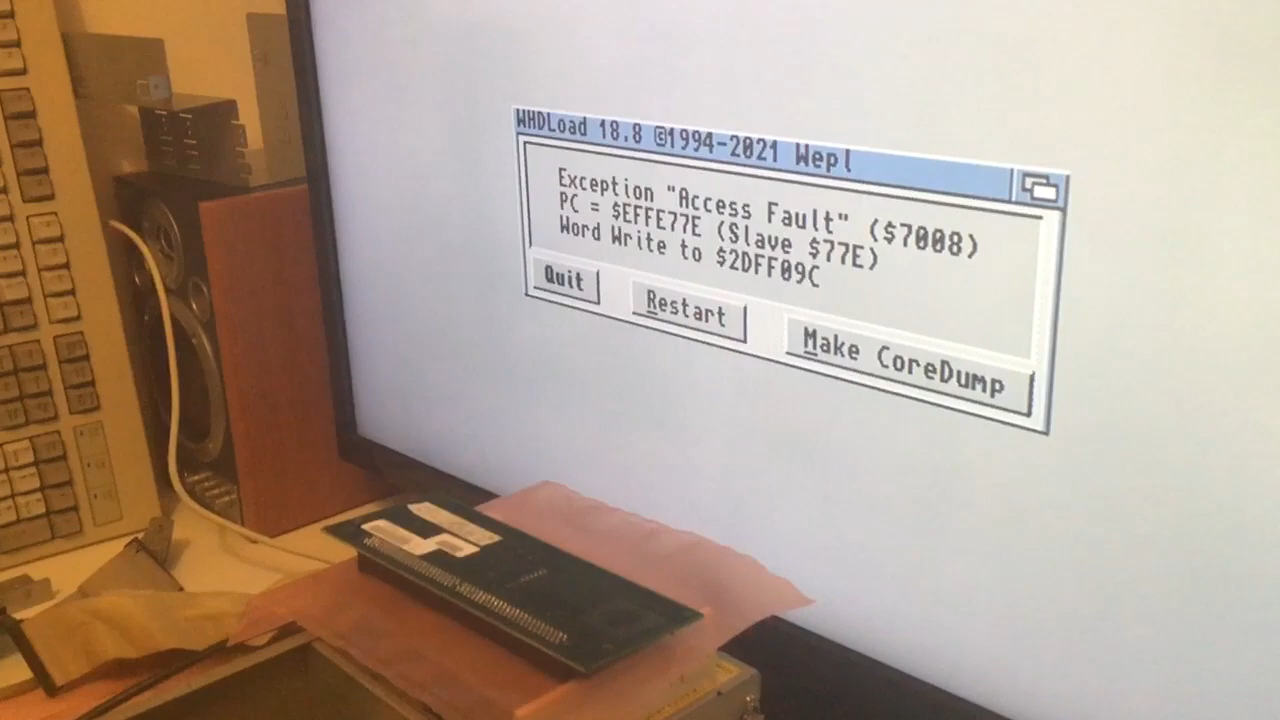 WHDLoad 18.8 ©1994-2021 Wepl
Exception "Access Fault" ($7008)
PC = $EFFE77E (Slave $77E)
Word Write to $2DFF09C
Quit
Restart
Make CoreDump